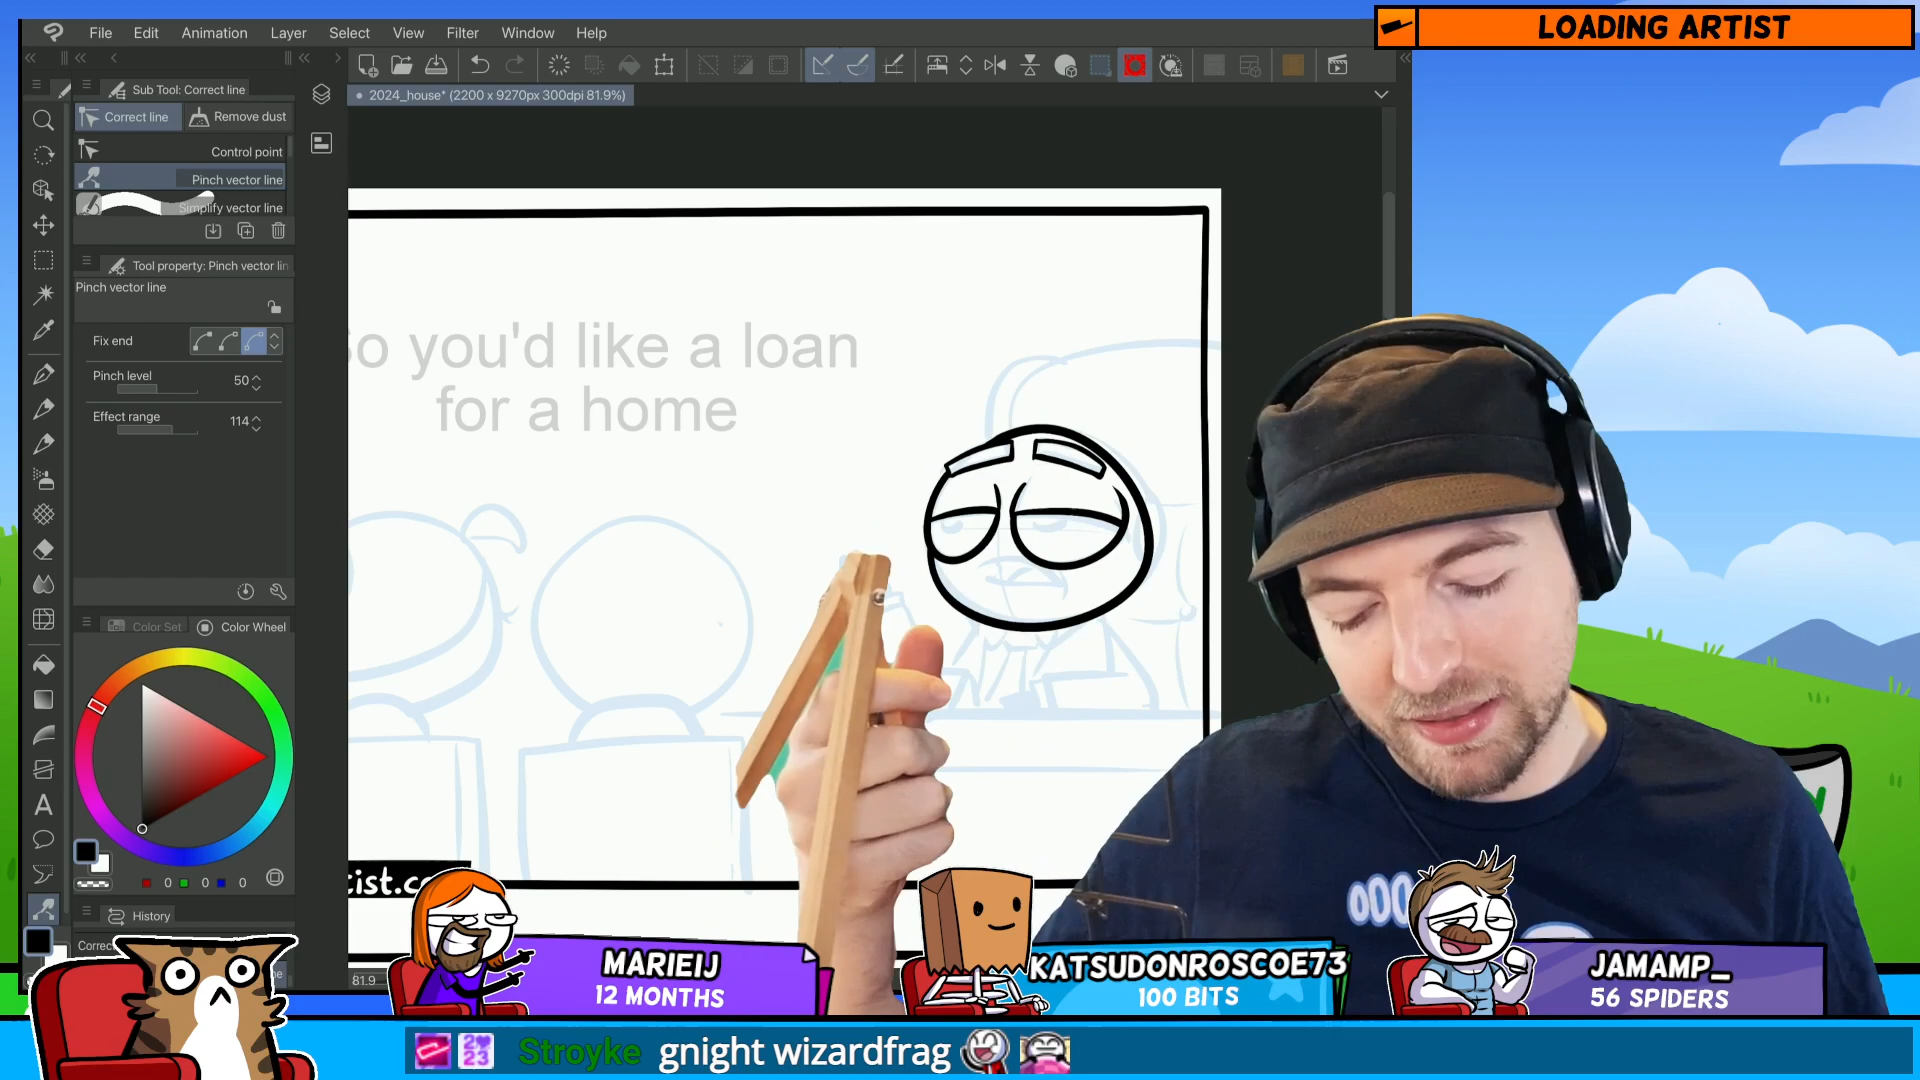 LOADING ARTIST
File Edit Animation Layer Select View Filter Window Help
Sub Tool: Correct line
2024_house* (2200 x 9270px 300dpi 81.9%)
Correct line
Remove dust
Control point
Pinch vector line
Simplify vector line
Tool property: Pinch vector lin
Pinch vector line
Fix end
Pinch level 50
Effect range 114
Color Set
Color Wheel
0 0 0
History
Correc
81.9
So you'd like a loan
for a home
tist.c
MARIEIJ
12 MONTHS
KATSUDONROSCOE73
100 BITS
JAMAMP_
56 SPIDERS
Stroyke gnight wizardfrag